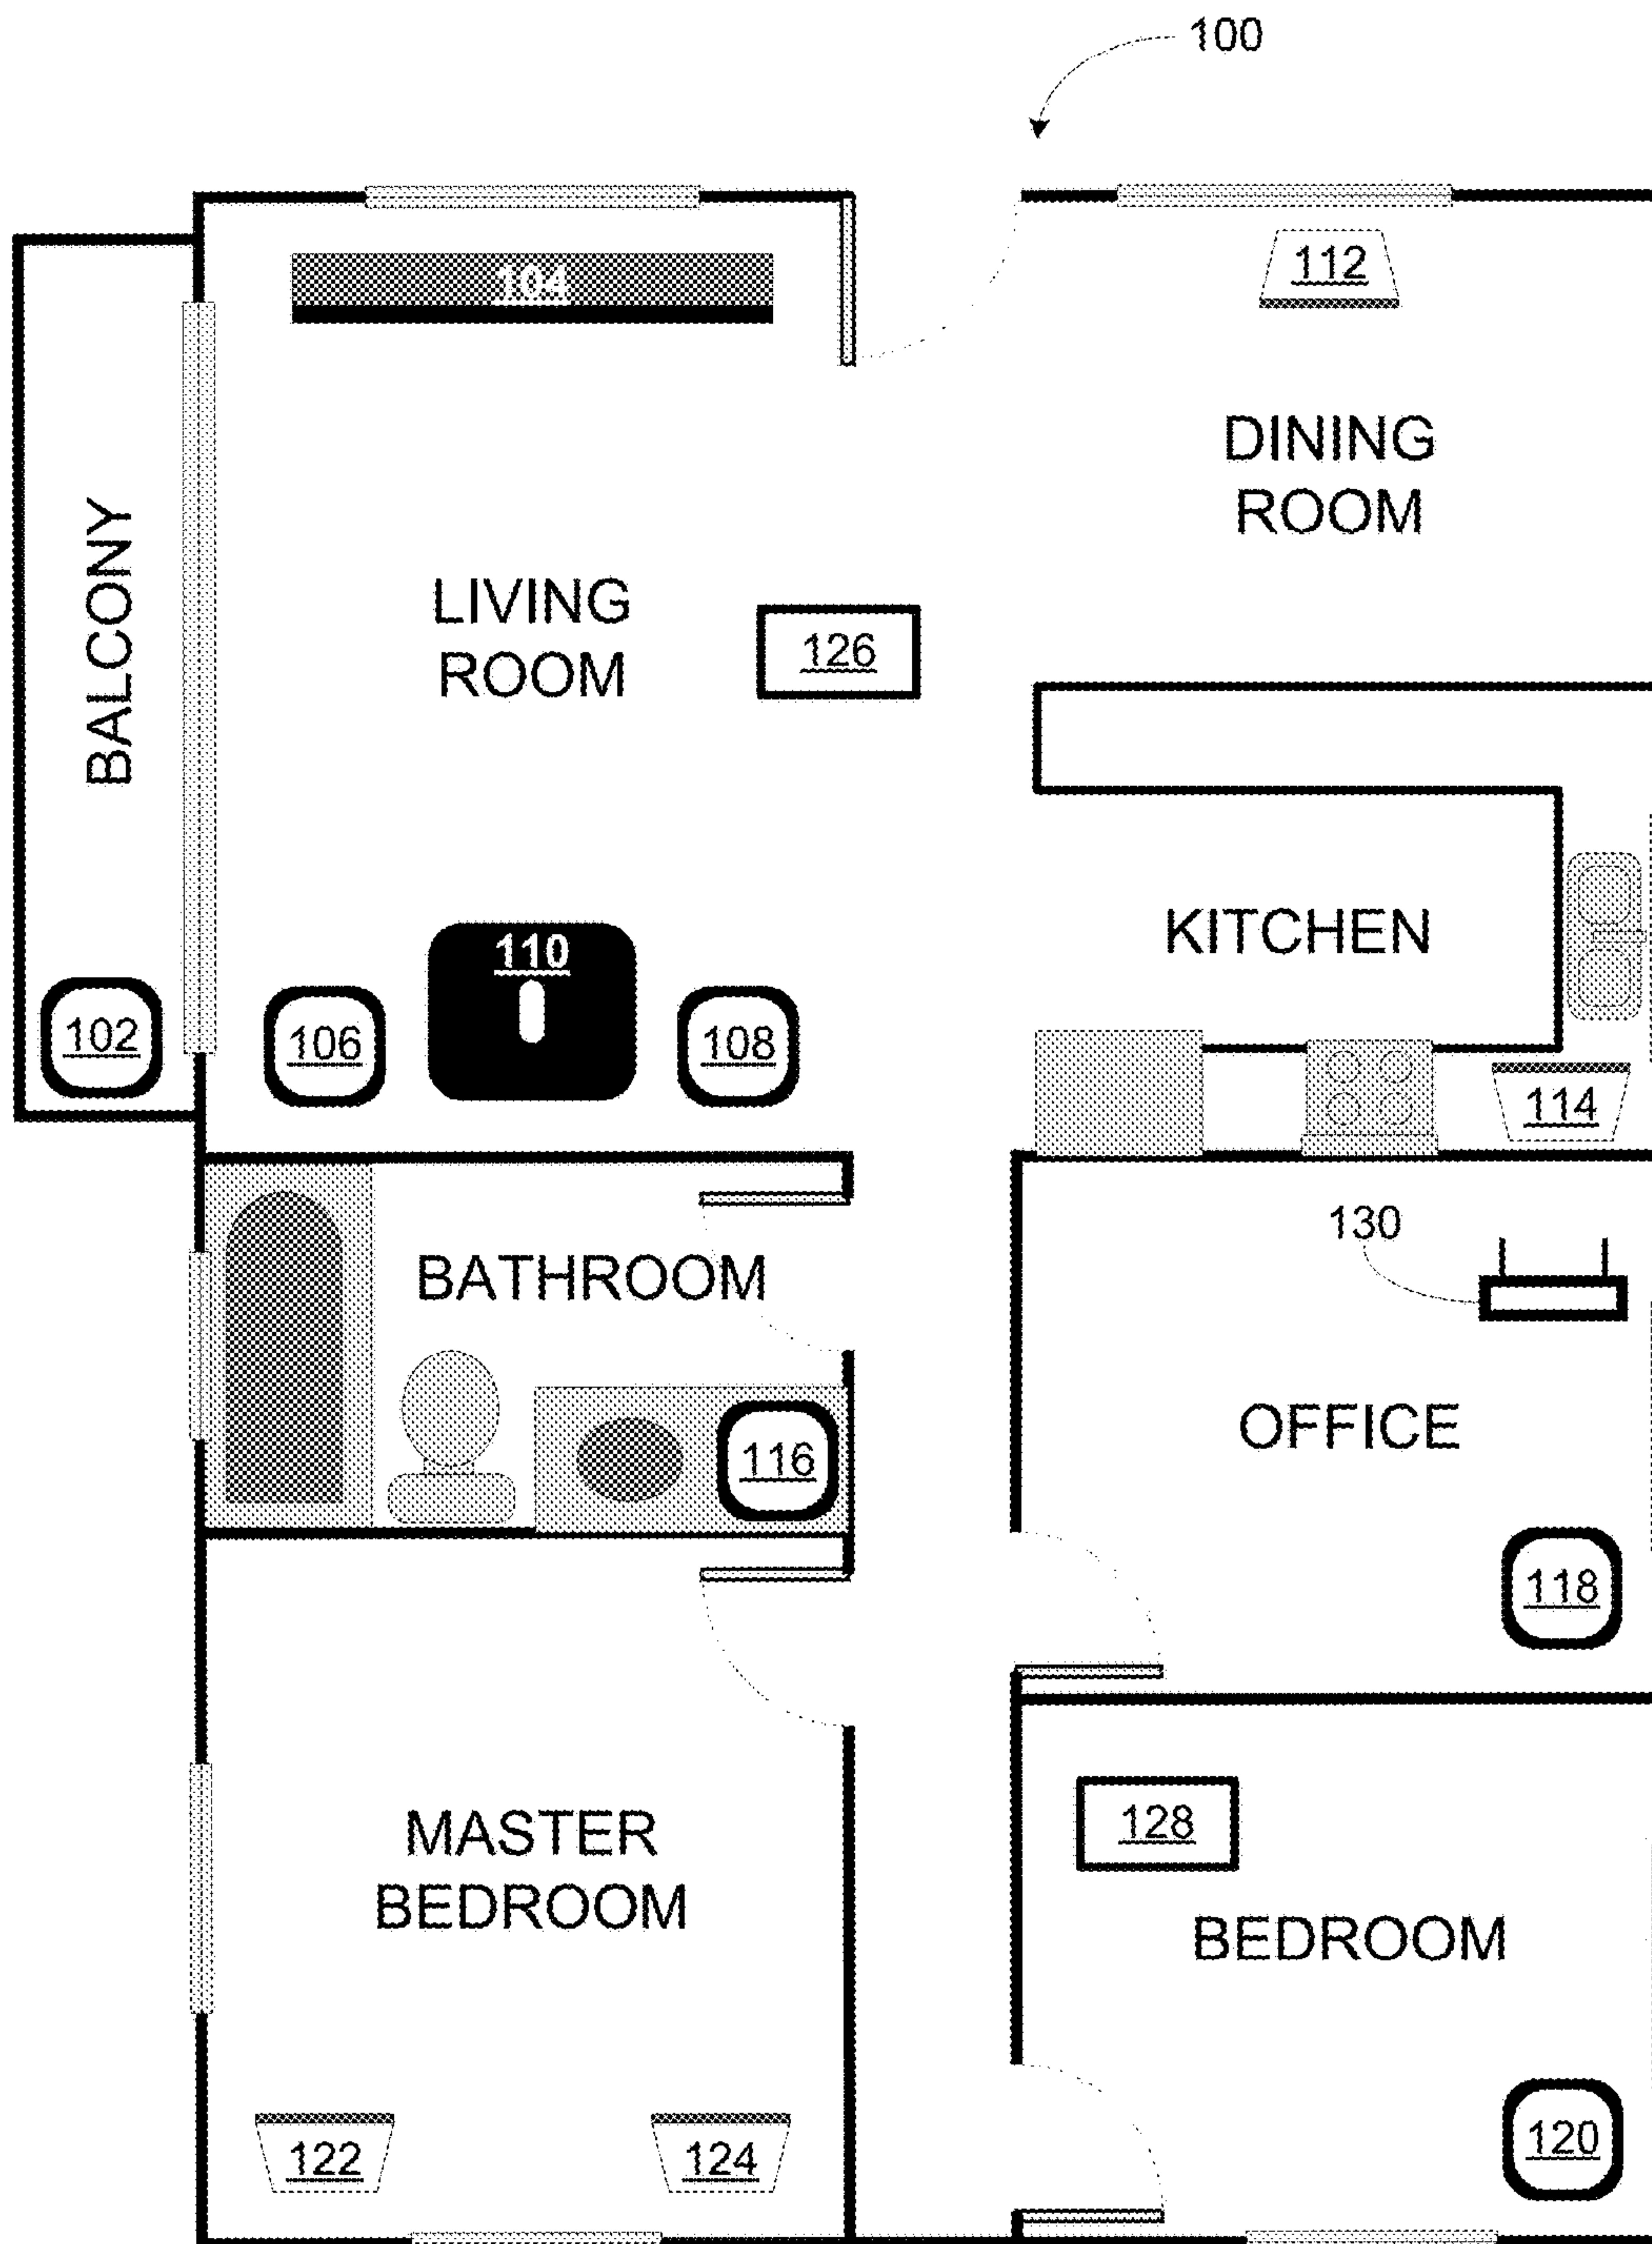 100
104
112
DINING
ROOM
BALCONY
LIVING
ROOM
126
KITCHEN
110
102
106
108
114
130
BATHROOM
OFFICE
116
118
128
MASTER
BEDROOM
BEDROOM
122
124
120